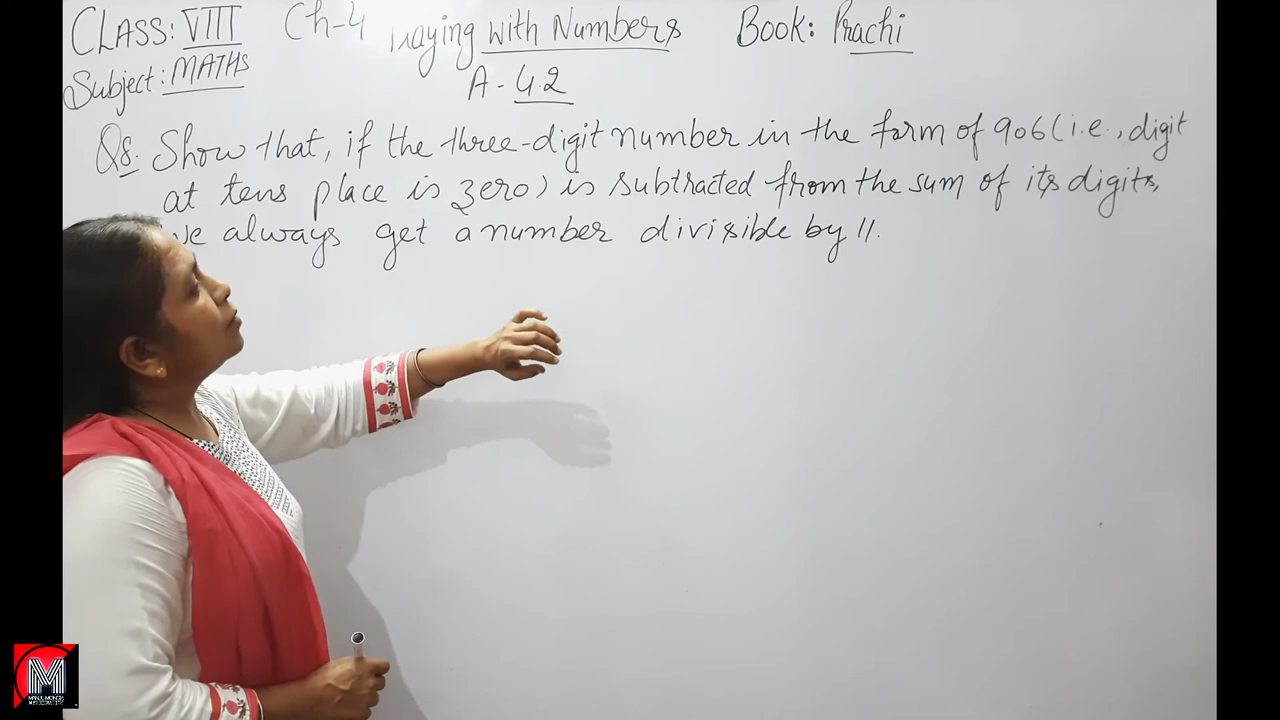 CLASS: VIII Ch-4 Playing with Numbers Book: Prachi
Subject: MATHS
A - 4.2
Q8. Show that, if the three-digit number in the form of 906 (i.e., digit
at tens place is zero) is subtracted from the sum of its digits,
we always get a number divisible by 11.
M